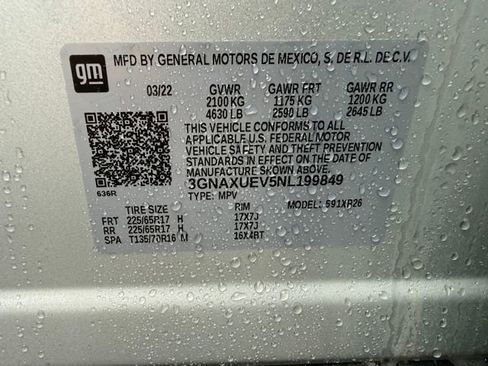 gm
MFD BY GENERAL MOTORS DE MEXICO, S. DE R.L. DE C.V.
03/22 GVWR GAWR FRT GAWR RR
2100 KG 1175 KG 1200 KG
4630 LB 2590 LB 2645 LB
THIS VEHICLE CONFORMS TO ALL
APPLICABLE U.S. FEDERAL MOTOR
VEHICLE SAFETY AND THEFT PREVENTION
STANDARDS IN EFFECT ON THE DATE OF
MANUFACTURE SHOWN ABOVE.
3GNAXUEV5NL199849
636R TYPE: MPV
TIRE SIZE RIM MODEL: 591XR26
FRT 225/65R17 H 17X7J
RR 225/65R17 H 17X7J
SPA T135/70R16 M 16X4BT